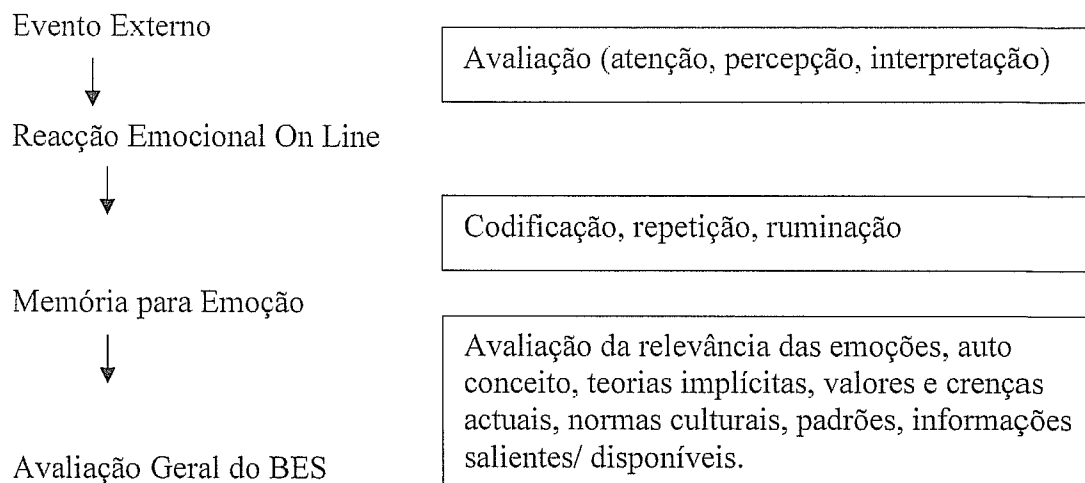 Evento Externo
Avaliação (atenção, percepção, interpretação)
Reacção Emocional On Line
Codificação, repetição, ruminação
Memória para Emoção
Avaliação da relevância das emoções, auto
conceito, teorias implícitas, valores e crenças
actuais, normas culturais, padrões, informações
salientes/ disponíveis.
Avaliação Geral do BES